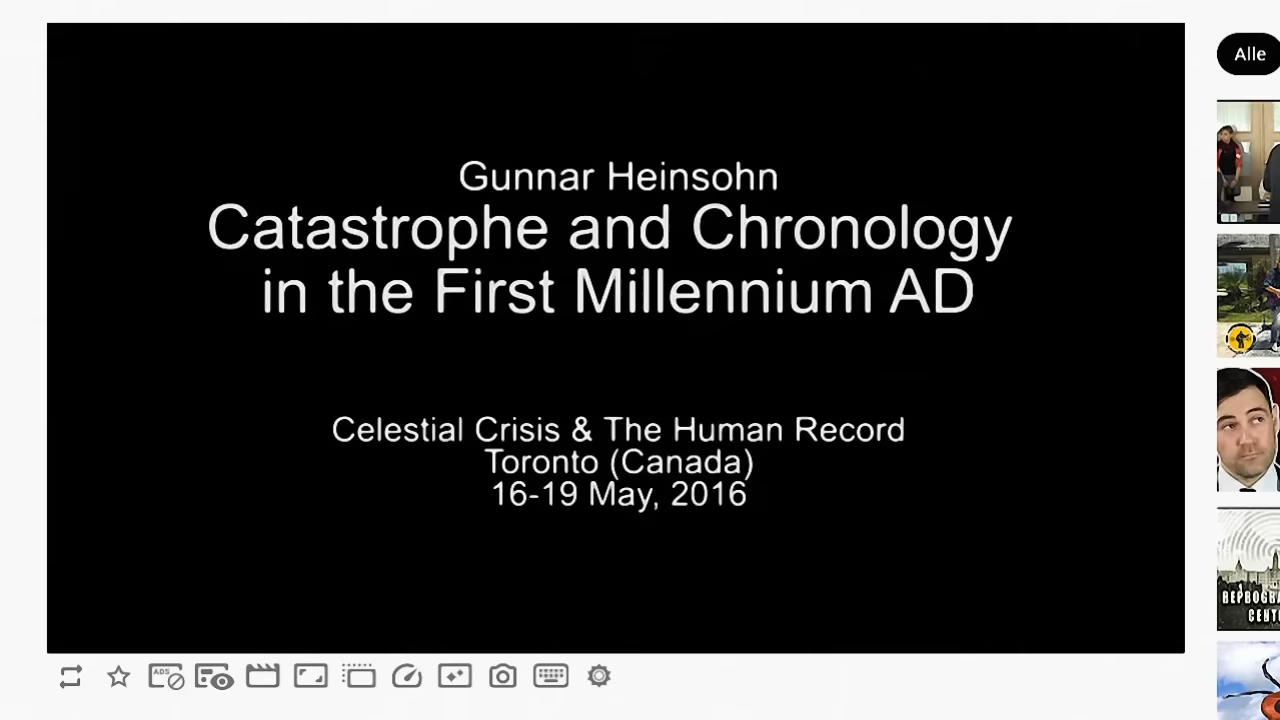 Gunnar Heinsohn
Catastrophe and Chronology
in the First Millennium AD
Celestial Crisis & The Human Record
Toronto (Canada)
16-19 May, 2016
Alle
ADS